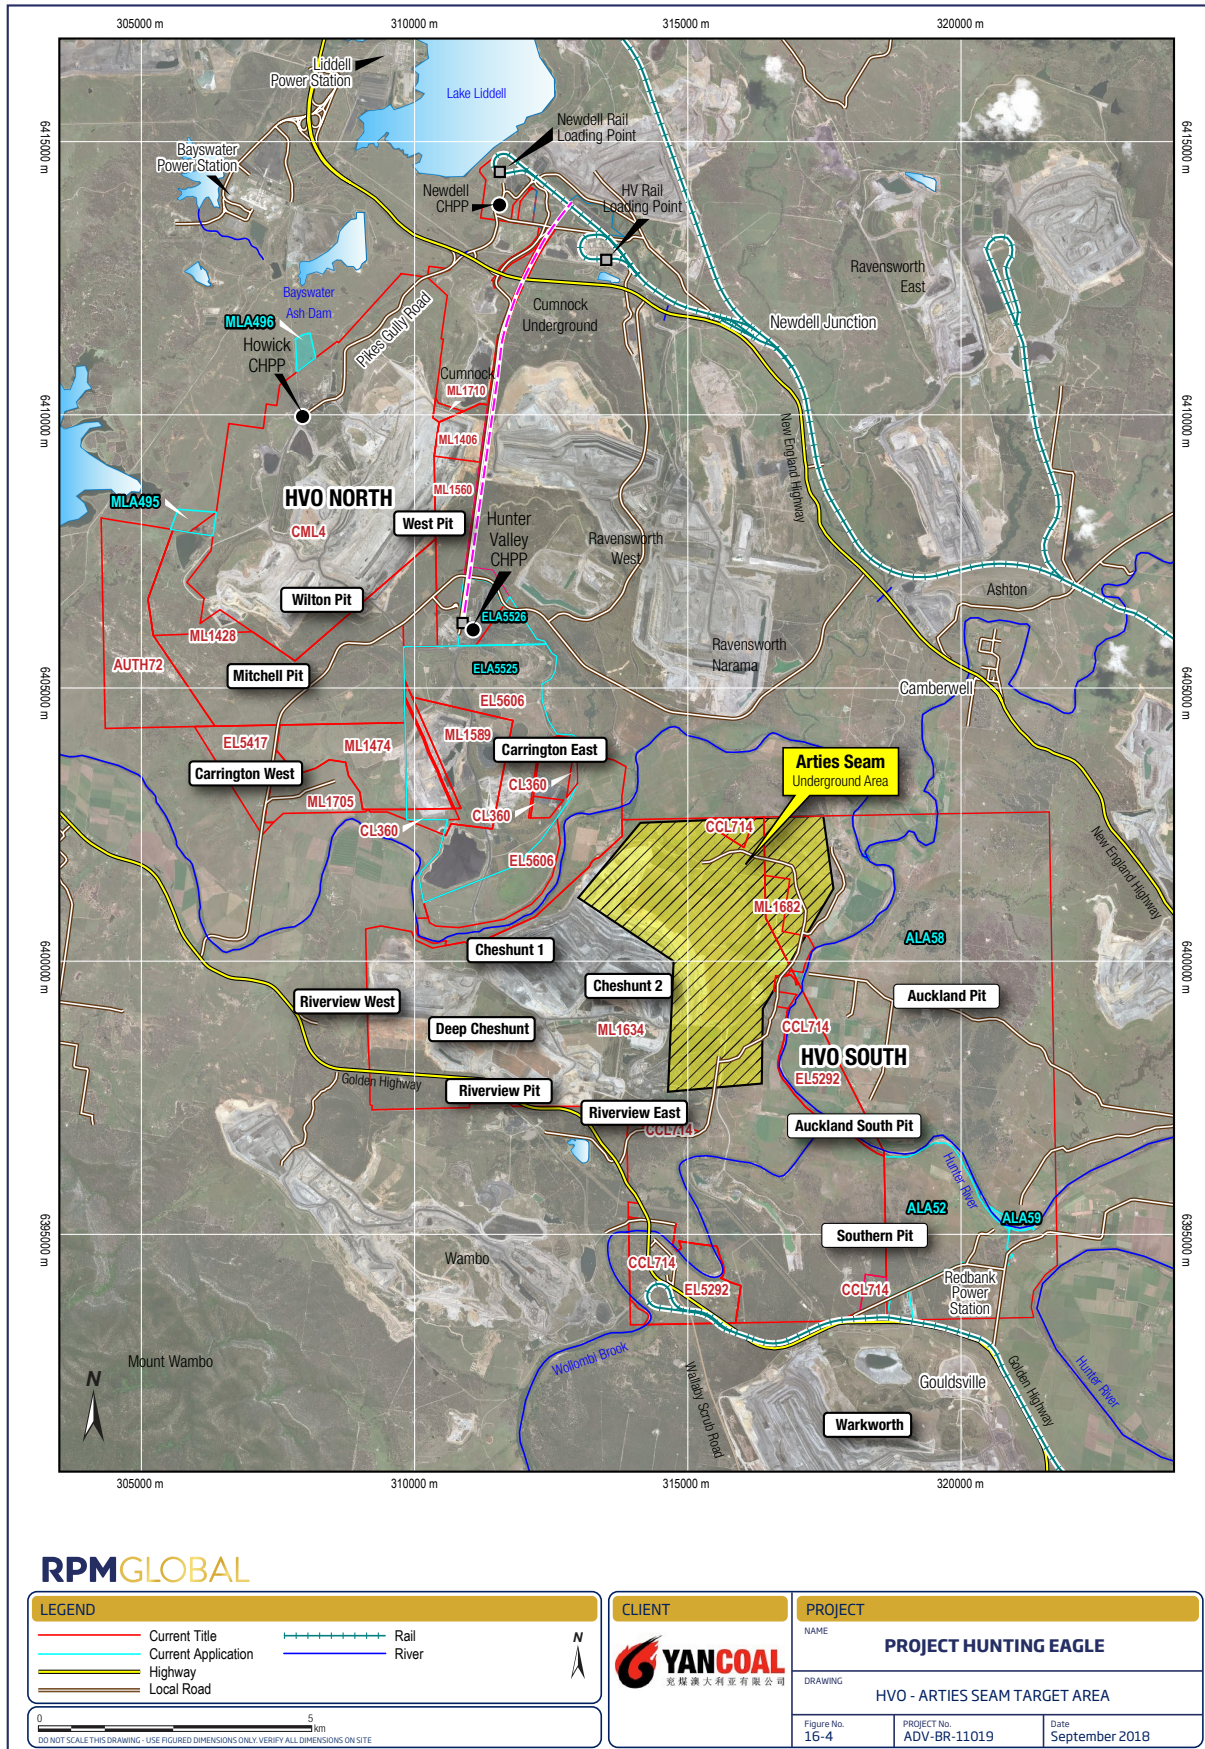 305000 m
310000 m
315000 m
320000 m
Liddell
Power Station
Lake Liddell
Newdell Rail
Loading Point
6415000 m
6415000 m
Bayswater
Power Station
Newdell
CHPP
HV Rail
Loading Point
Ravensworth
East
Bayswater
Ash Dam
MLA496
Howick
CHPP
Pikes Gully Road
Cumnock
Underground
Newdell Junction
Cumnock
ML1710
6410000 m
6410000 m
New England Highway
ML1406
ML1560
HVO NORTH
MLA495
CML4
West Pit
Hunter
Valley
CHPP
Ravensworth
West
Wilton Pit
Ashton
ELA5526
ML1428
AUTH72
Mitchell Pit
ELA5525
Ravensworth
Narama
Camberwell
6405000 m
6405000 m
EL5606
EL5417
ML1474
ML1589
Carrington East
Carrington West
Arties Seam
Underground Area
CL360
ML1705
CL360
CL360
CCL714
EL5606
New England Highway
ML1682
ALA58
Cheshunt 1
6400000 m
6400000 m
Cheshunt 2
Riverview West
Auckland Pit
Deep Cheshunt
ML1634
CCL714
HVO SOUTH
EL5292
Golden Highway
Riverview Pit
Riverview East
CCL714
Auckland South Pit
Hunter River
ALA52
ALA59
Southern Pit
6395000 m
6395000 m
Wambo
CCL714
EL5292
CCL714
Redbank
Power
Station
Wollombi Brook
Mount Wambo
N
Wallaby Scrub Road
Gouldsville
Golden Highway
Hunter River
Warkworth
305000 m
310000 m
315000 m
320000 m
RPMGLOBAL
LEGEND
Current Title
Current Application
Highway
Local Road
Rail
River
N
0
5
km
DO NOT SCALE THIS DRAWING - USE FIGURED DIMENSIONS ONLY. VERIFY ALL DIMENSIONS ON SITE
CLIENT
YANCOAL
兖煤澳大利亚有限公司
PROJECT
NAME
PROJECT HUNTING EAGLE
DRAWING
HVO - ARTIES SEAM TARGET AREA
Figure No.
16-4
PROJECT No.
ADV-BR-11019
Date
September 2018